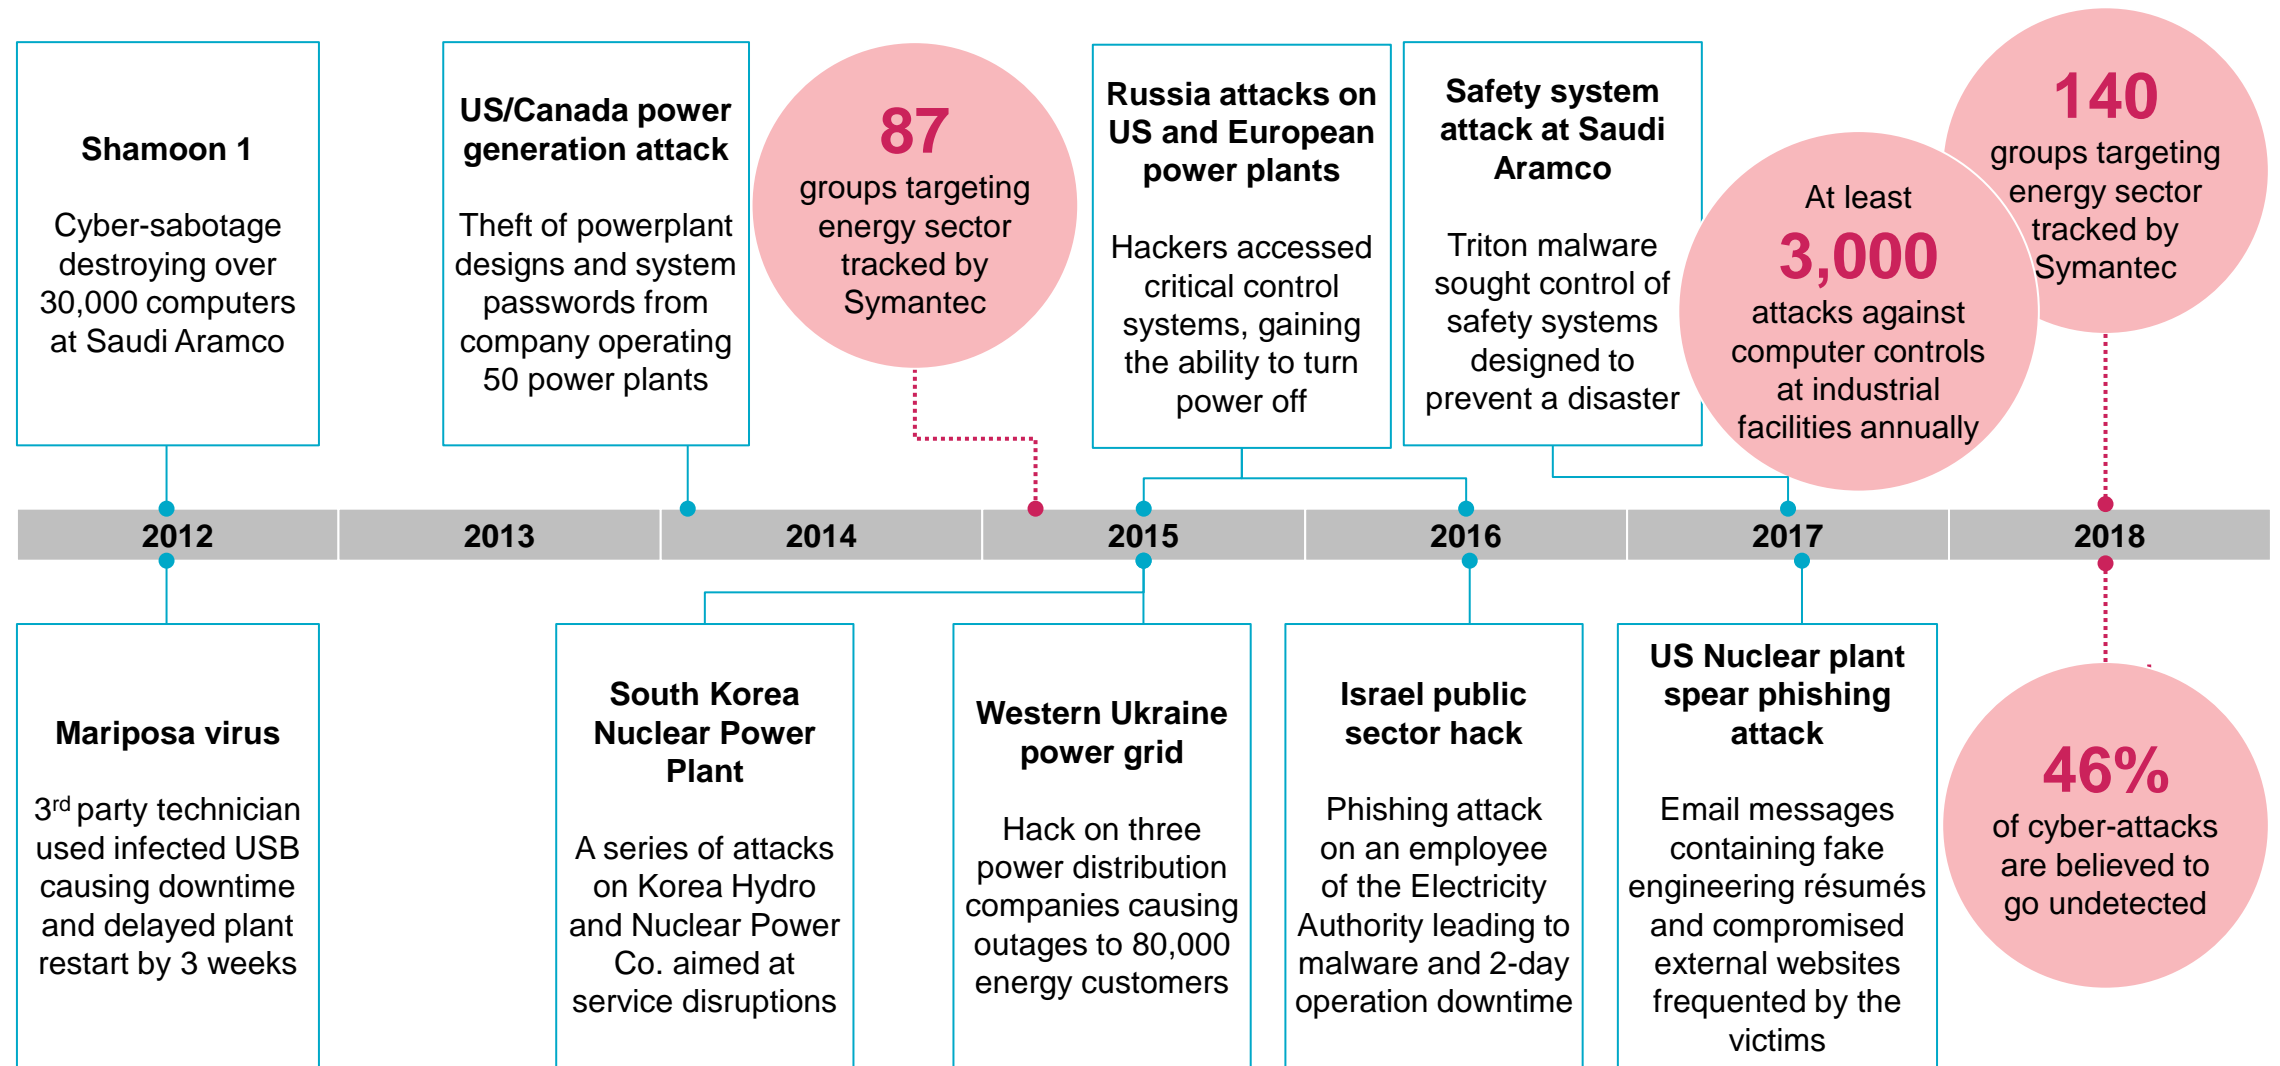 Shamoon 1
Cyber-sabotage
destroying over
30,000 computers
at Saudi Aramco
US/Canada power
generation attack
Theft of powerplant
designs and system
passwords from
company operating
50 power plants
87
groups targeting
energy sector
tracked by
Symantec
Russia attacks on
US and European
power plants
Hackers accessed
critical control
systems, gaining
the ability to turn
power off
Safety system
attack at Saudi
Aramco
Triton malware
sought control of
safety systems
designed to
prevent a disaster
At least
3,000
attacks against
computer controls
at industrial
facilities annually
140
groups targeting
energy sector
tracked by
Symantec
2012
2013
2014
2015
2016
2017
2018
Mariposa virus
3rd party technician
used infected USB
causing downtime
and delayed plant
restart by 3 weeks
South Korea
Nuclear Power
Plant
A series of attacks
on Korea Hydro
and Nuclear Power
Co. aimed at
service disruptions
Western Ukraine
power grid
Hack on three
power distribution
companies causing
outages to 80,000
energy customers
Israel public
sector hack
Phishing attack
on an employee
of the Electricity
Authority leading to
malware and 2-day
operation downtime
US Nuclear plant
spear phishing
attack
Email messages
containing fake
engineering résumés
and compromised
external websites
frequented by the
victims
46%
of cyber-attacks
are believed to
go undetected